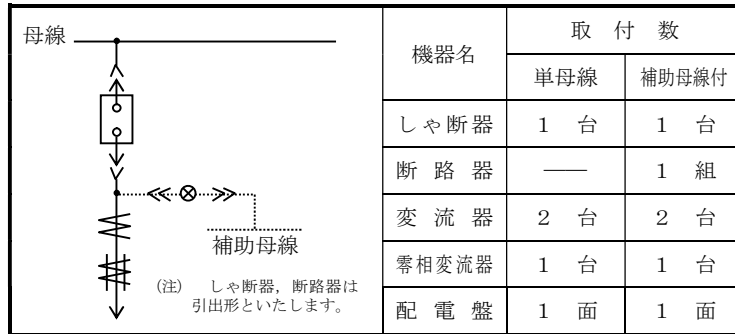 母線
補助母線
(注) しゃ断器，断路器は
引出形といたします。
機器名 取付数
単母線 補助母線付
しゃ断器 1 台 1 台
断路器 ―― 1 組
変流器 2 台 2 台
零相変流器 1 台 1 台
配電盤 1 面 1 面